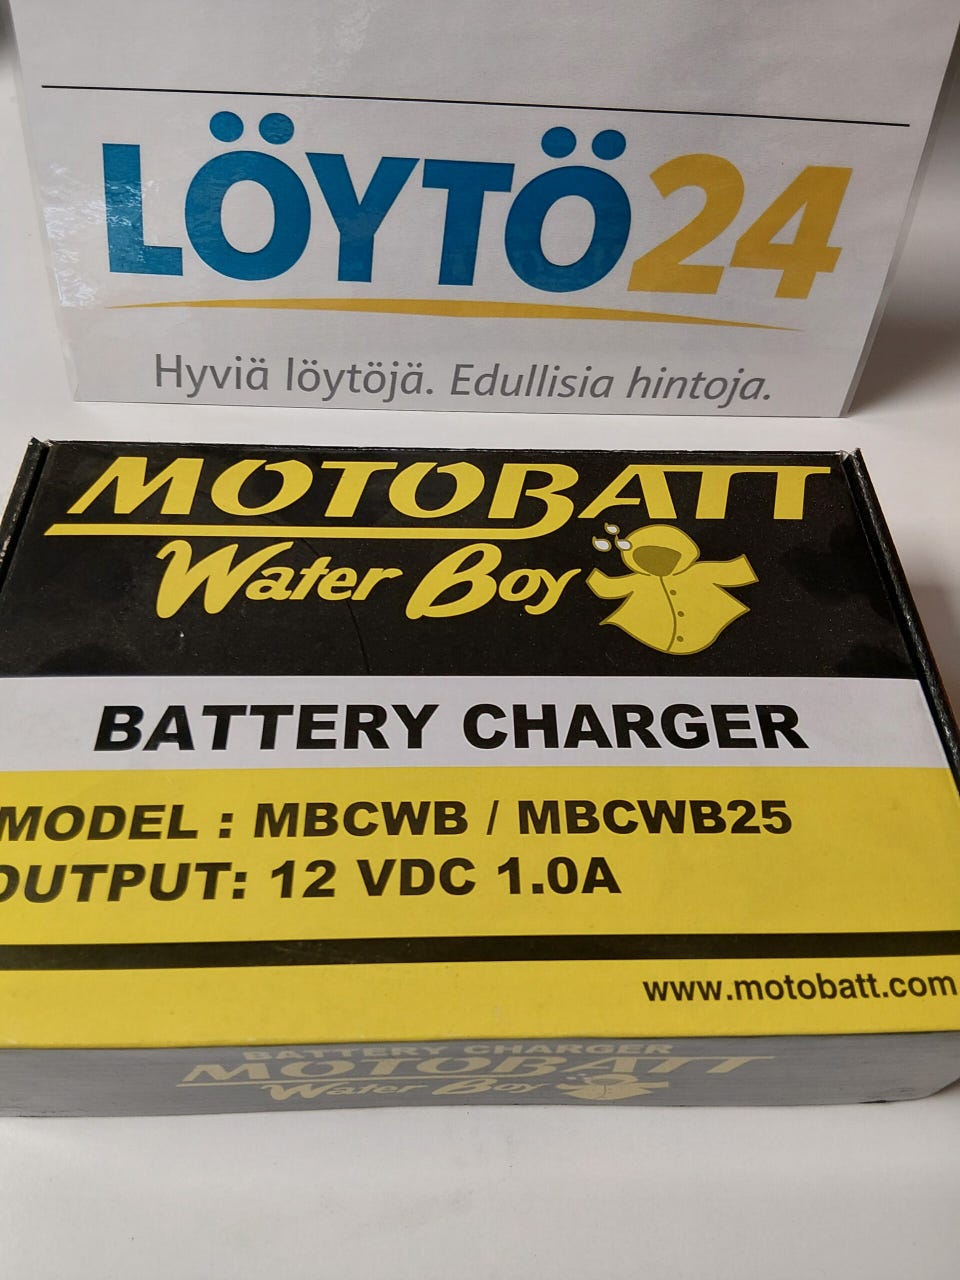 LÖYTÖ24
Hyviä löytöjä. Edullisia hintoja.
MOTOBATT
Water Boy
BATTERY CHARGER
MODEL : MBCWB / MBCWB25
OUTPUT: 12 VDC 1.0A
www.motobatt.com
BATTERY CHARGER
MOTOBATT
Water Boy